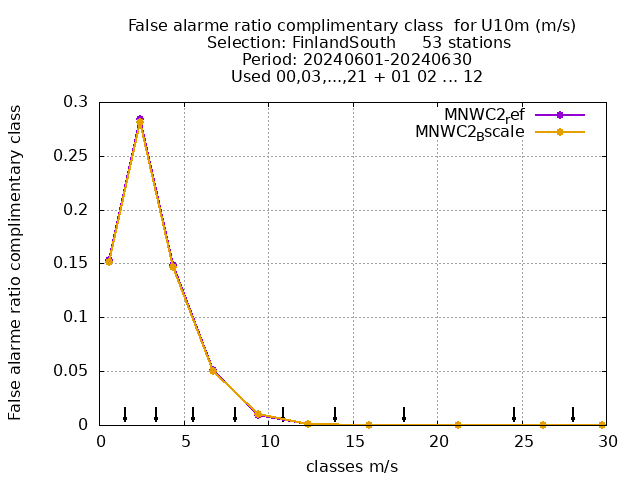 False alarme ratio complimentary class  for U10m (m/s)
Selection: FinlandSouth     53 stations
Period: 20240601-20240630
Used 00,03,...,21 + 01 02 ... 12
False alarme ratio complimentary class
0.3
0.25
0.2
0.15
0.1
0.05
0
MNWC2ref
MNWC2Bscale
0 5 10 15 20 25 30
classes m/s